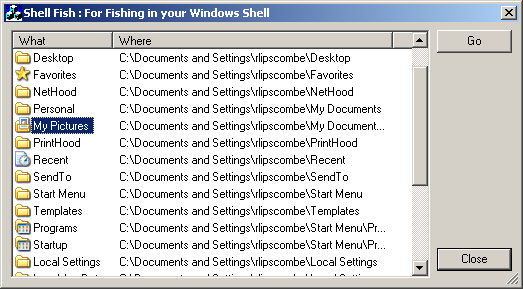 Shell Fish : For Fishing in your Windows Shell
What Where
Go
Desktop C:\Documents and Settings\rlipscombe\Desktop
Favorites C:\Documents and Settings\rlipscombe\Favorites
NetHood C:\Documents and Settings\rlipscombe\NetHood
Personal C:\Documents and Settings\rlipscombe\My Documents
My Pictures C:\Documents and Settings\rlipscombe\My Document...
PrintHood C:\Documents and Settings\rlipscombe\PrintHood
Recent C:\Documents and Settings\rlipscombe\Recent
SendTo C:\Documents and Settings\rlipscombe\SendTo
Start Menu C:\Documents and Settings\rlipscombe\Start Menu
Templates C:\Documents and Settings\rlipscombe\Templates
Programs C:\Documents and Settings\rlipscombe\Start Menu\Pr...
Startup C:\Documents and Settings\rlipscombe\Start Menu\Pr...
Local Settings C:\Documents and Settings\rlipscombe\Local Settings
Close